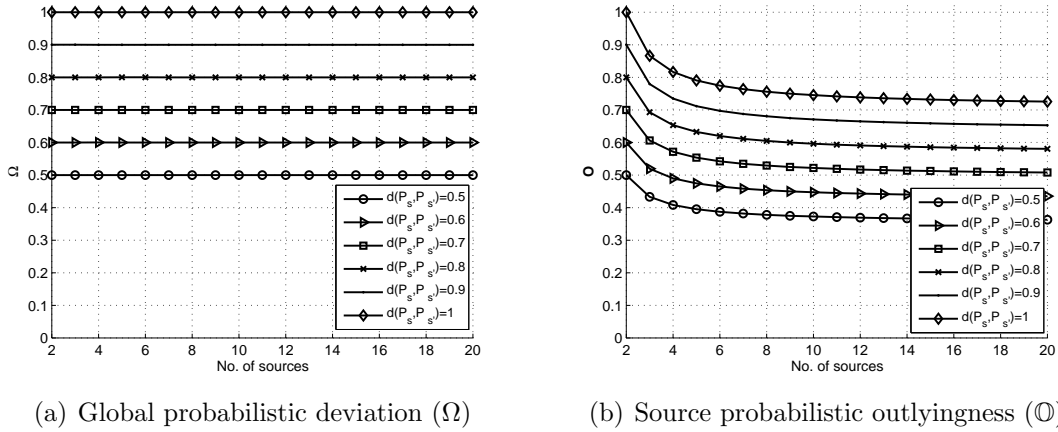 1
0.9
0.8
0.7
0.6
0.5
0.4
0.3
0.2
0.1
0
Ω
2 4 6 8 10 12 14 16 18 20
No. of sources
d(P_s,P_s')=0.5
d(P_s,P_s')=0.6
d(P_s,P_s')=0.7
d(P_s,P_s')=0.8
d(P_s,P_s')=0.9
d(P_s,P_s')=1
(a) Global probabilistic deviation (Ω)
1
0.9
0.8
0.7
0.6
0.5
0.4
0.3
0.2
0.1
0
O
2 4 6 8 10 12 14 16 18 20
No. of sources
d(P_s,P_s')=0.5
d(P_s,P_s')=0.6
d(P_s,P_s')=0.7
d(P_s,P_s')=0.8
d(P_s,P_s')=0.9
d(P_s,P_s')=1
(b) Source probabilistic outlyingness (𝕆)